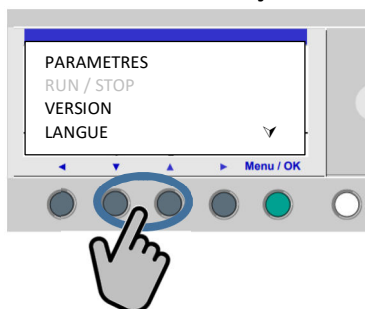 PARAMETRES
RUN / STOP
VERSION
LANGUE
Menu / OK